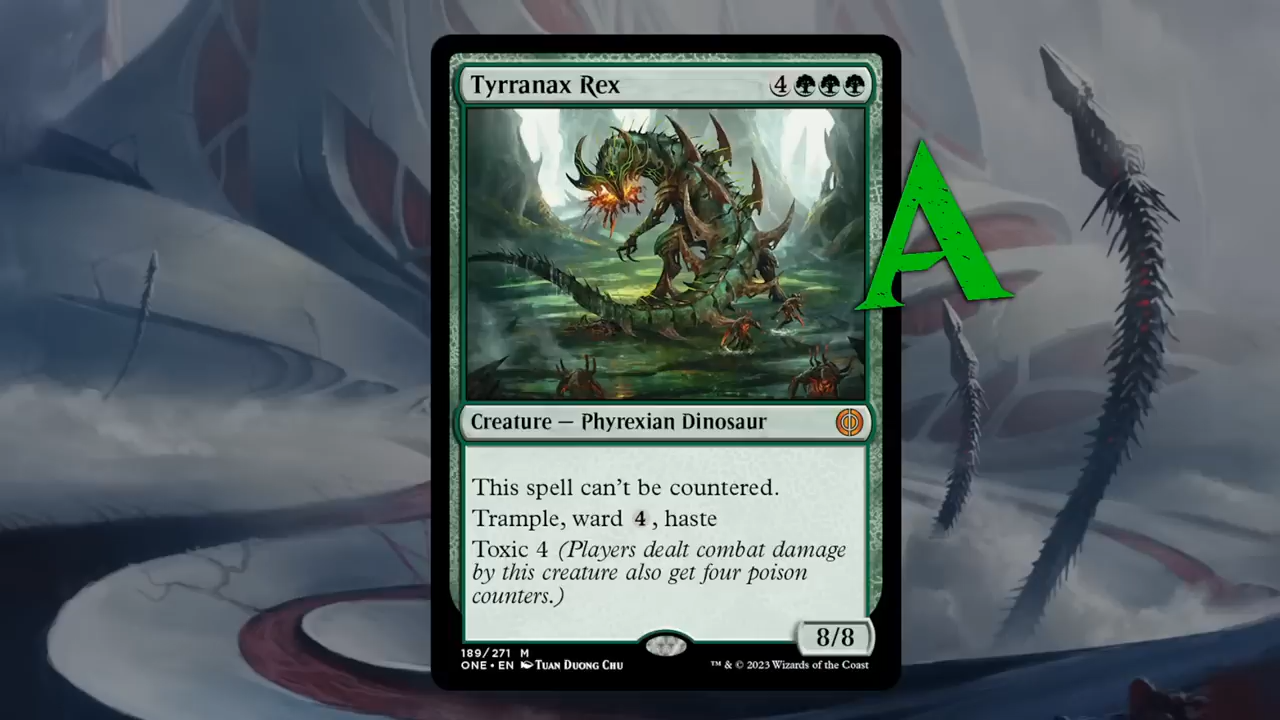 Tyrranax Rex 4
A
Creature — Phyrexian Dinosaur
This spell can't be countered.
Trample, ward 4, haste
Toxic 4 (Players dealt combat damage
by this creature also get four poison
counters.)
8/8
189/271 M
ONE • EN Tuan Duong Chu
™ & © 2023 Wizards of the Coast